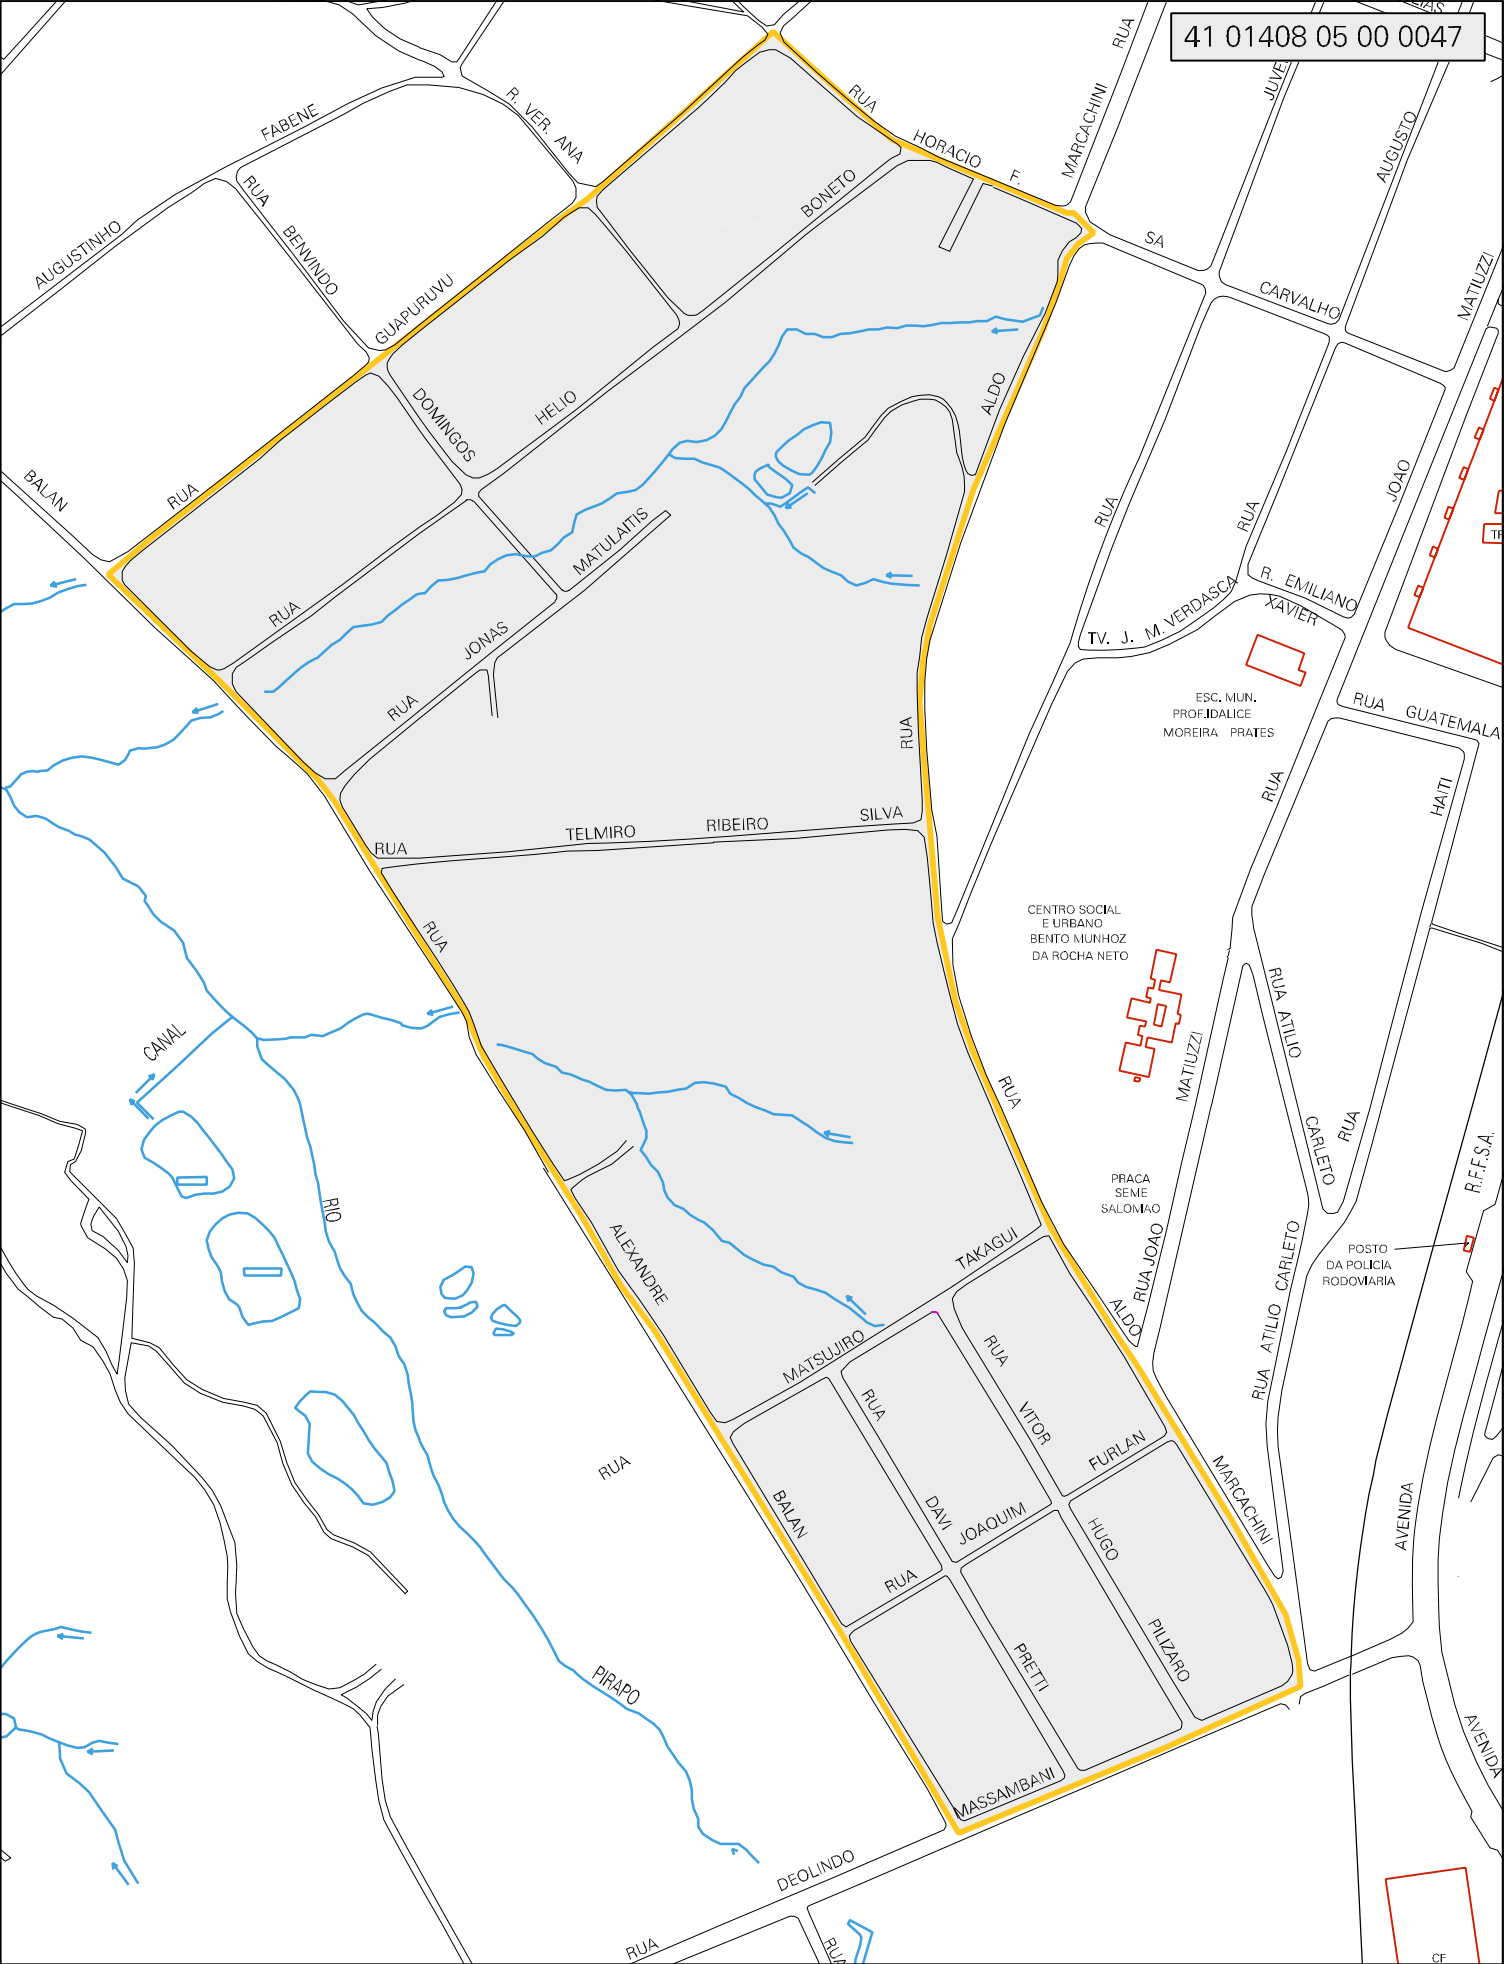 41 01408 05 00 0047
RUA
MARCACHINI
AUGUSTO
MATIUZZI
R. VER. ANA
FABENE
AUGUSTINHO
RUA
BENVINDO
DOMINGOS
RUA
GUAPURUVU
RUA
HORACIO
F.
SA
CARVALHO
RUA
HELIO
BONETO
BALAN
RUA
JONAS
MATULAITIS
ALDO
RUA
RUA
RUA
JOAO
TV. J. M. VERDASCA
R. EMILIANO
XAVIER
ESC. MUN.
PROF.IDALICE
MOREIRA PRATES
RUA GUATEMALA
RUA
HAITI
RUA
TELMIRO
RIBEIRO
SILVA
RUA
CENTRO SOCIAL
E URBANO
BENTO MUNHOZ
DA ROCHA NETO
RUA ATILIO
CARLETO
RUA
MATIUZZI
RUA JOAO
CANAL
RIO
PIRAPO
RUA
ALDO
MARCACHINI
PRACA
SEME
SALOMAO
R.F.F.S.A.
POSTO
DA POLICIA
RODOVIARIA
RUA ATILIO CARLETO
ALEXANDRE
BALAN
MATSUJIRO
TAKAGUI
RUA
RUA
DAVI
PRETTI
RUA
VITOR
HUGO
PILIZARO
RUA
JOAQUIM
FURLAN
AVENIDA
AVENIDA
RUA
DEOLINDO
MASSAMBANI
RUA
CF